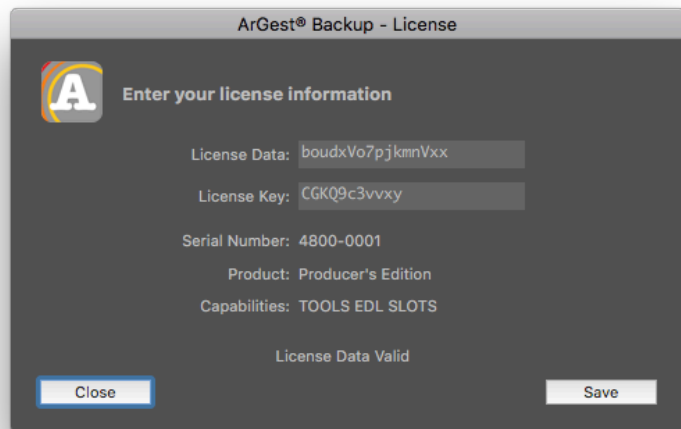 ArGest® Backup - License
A
Enter your license information
License Data: boudxVo7pjkmnVxx
License Key: CGKQ9c3vvxy
Serial Number: 4800-0001
Product: Producer's Edition
Capabilities: TOOLS EDL SLOTS
License Data Valid
Close Save